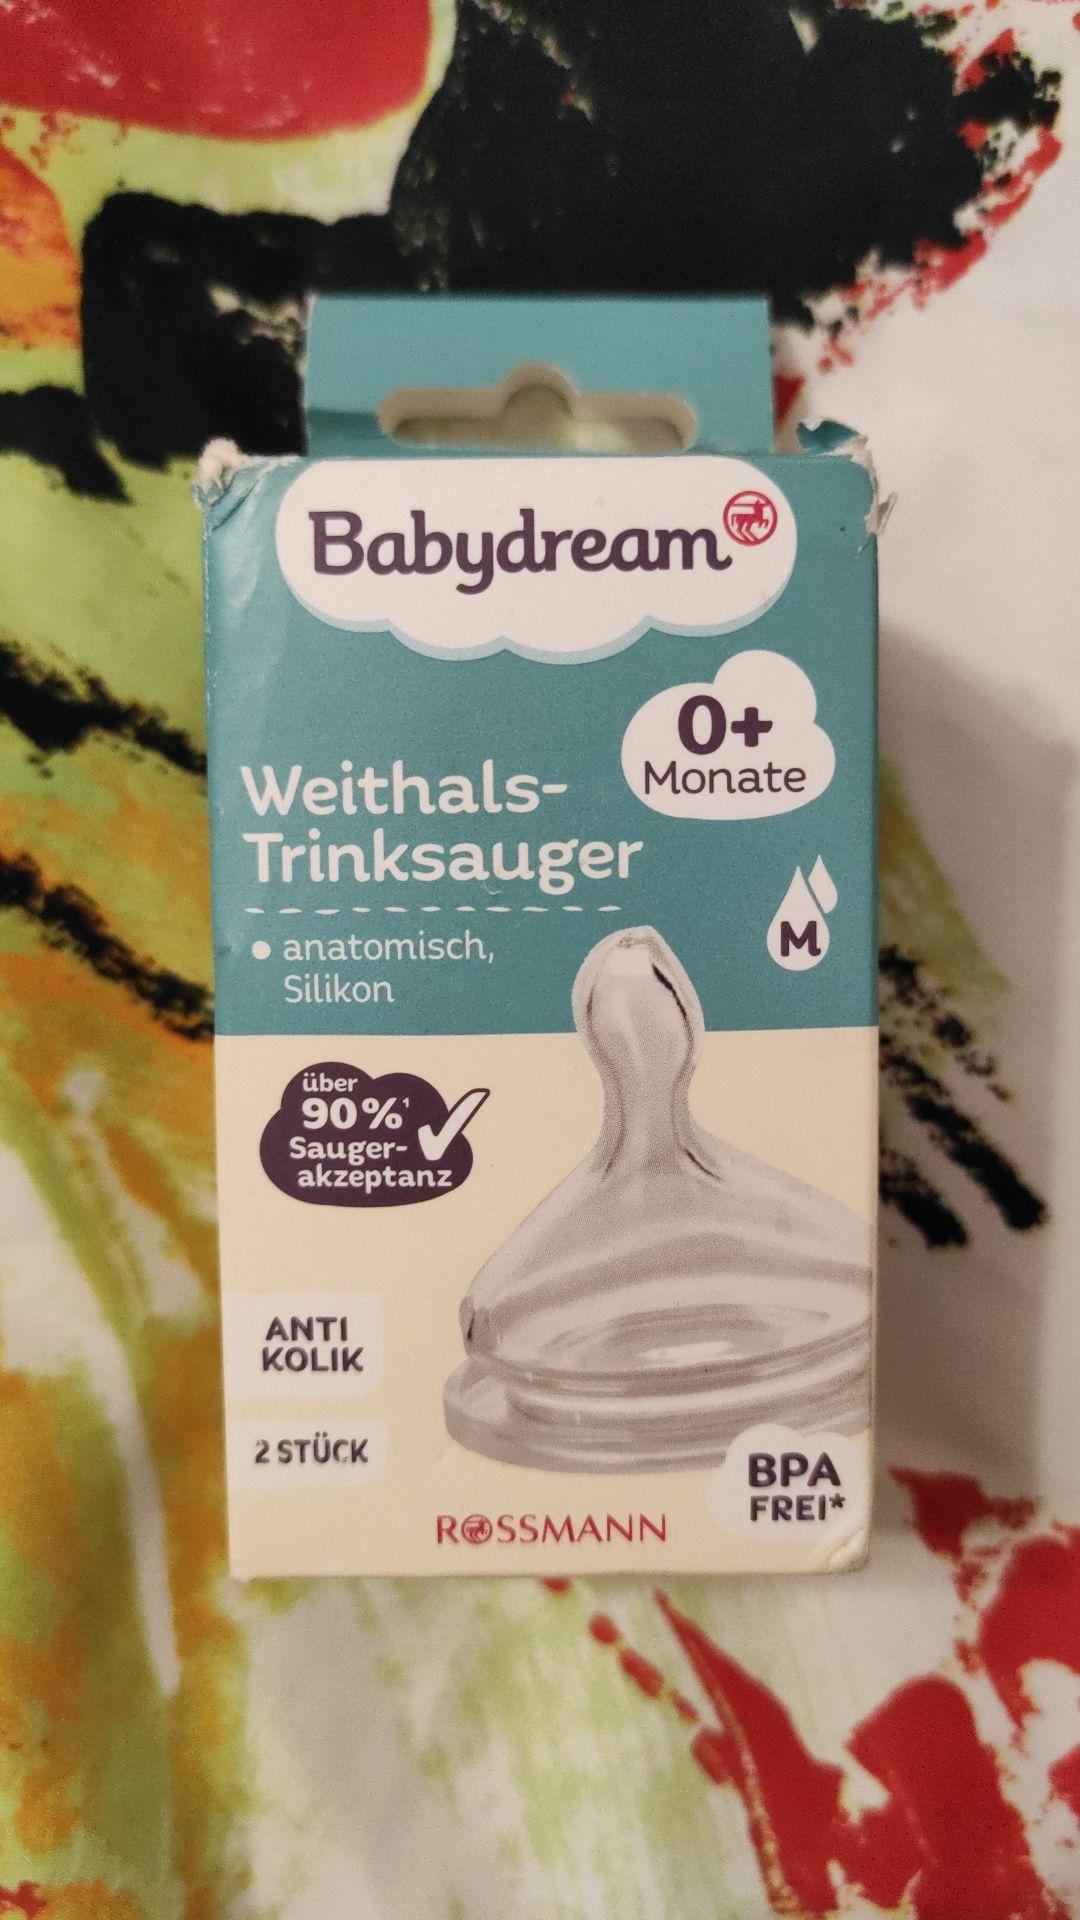 Babydream
0+
Monate
Weithals-
Trinksauger
M
• anatomisch,
Silikon
über
90%¹
Sauger-
akzeptanz
ANTI
KOLIK
2 STÜCK
BPA
FREI*
ROSSMANN